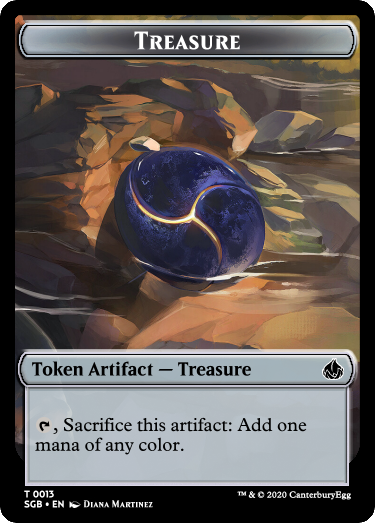 Treasure
Token Artifact — Treasure
, Sacrifice this artifact: Add one
mana of any color.
T 0013
SGB • EN Diana Martinez
™ & © 2020 CanterburyEgg